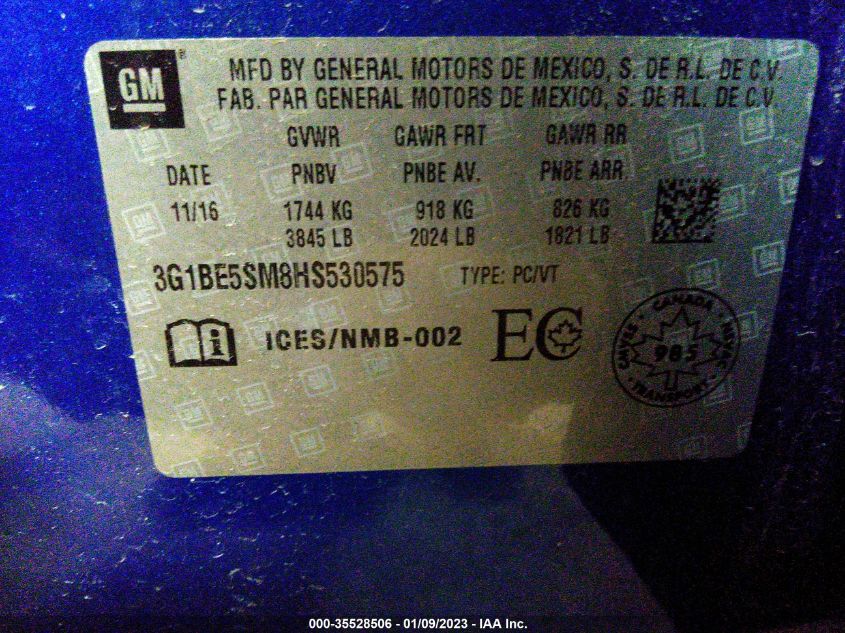 GM ®
MFD BY GENERAL MOTORS DE MEXICO, S. DE R.L. DE C.V.
FAB. PAR GENERAL MOTORS DE MEXICO, S. DE R.L. DE C.V.
GVWR GAWR FRT GAWR RR
DATE PNBV PNBE AV. PNBE ARR
11/16 1744 KG 918 KG 826 KG
3845 LB 2024 LB 1821 LB
3G1BE5SM8HS530575 TYPE: PC/VT
i ICES/NMB-002 EC
CANADA
CMVSS 985 NSVAC
TRANSPORT
000-35528506 - 01/09/2023 - IAA Inc.